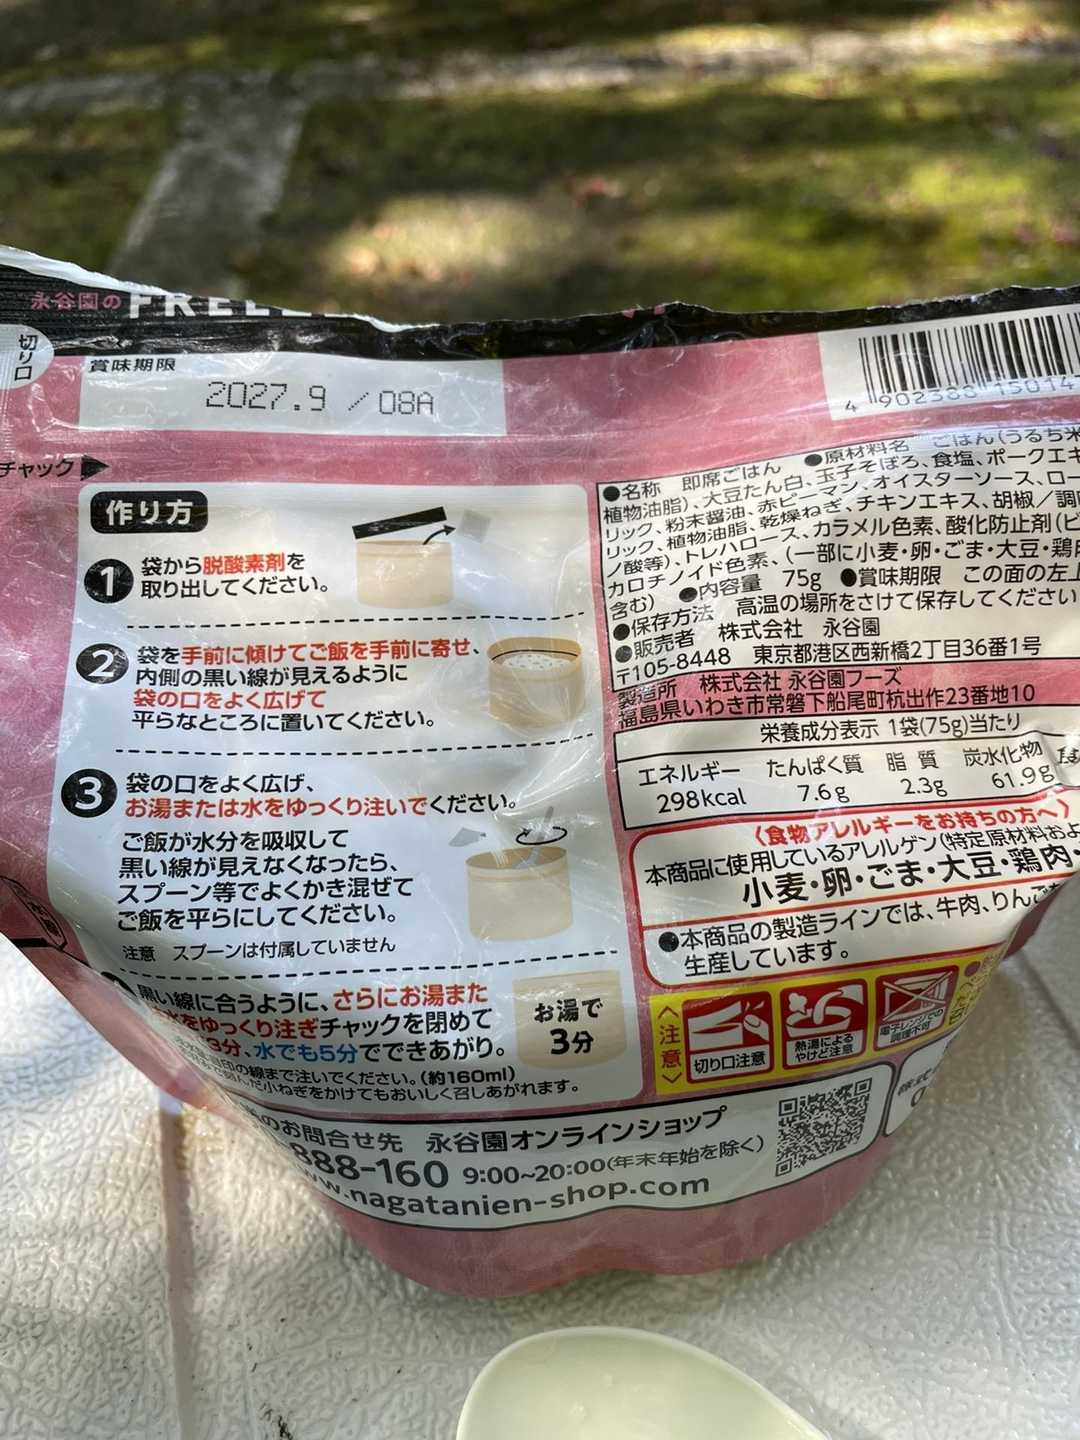 永谷園の FREE
切り口
賞味期限
2027.9 / 08A
4 902388 15014
チャック
作り方
1 袋から脱酸素剤を
取り出してください。
2 袋を手前に傾けてご飯を手前に寄せ、
内側の黒い線が見えるように
袋の口をよく広げて
平らなところに置いてください。
3 袋の口をよく広げ、
お湯または水をゆっくり注いでください。
ご飯が水分を吸収して
黒い線が見えなくなったら、
スプーン等でよくかき混ぜて
ご飯を平らにしてください。
注意 スプーンは付属していません
黒い線に合うように、さらにお湯また
は水をゆっくり注ぎチャックを閉めて
3分、水でも5分でできあがり。
印の線まで注いでください。(約160ml)
んだ小ねぎをかけてもおいしく召しあがれます。
お湯で
3分
●名称 即席ごはん ●原材料名 ごはん(うるち米
植物油脂)、大豆たん白、玉子そぼろ、食塩、ポークエキ
リック、粉末醤油、赤ピーマン、オイスターソース、ロー
リック、植物油脂、乾燥ねぎ、チキンエキス、胡椒／調
ノ酸等)、トレハロース、カラメル色素、酸化防止剤(ビ
カロチノイド色素、(一部に小麦・卵・ごま・大豆・鶏
含む) ●内容量 75g ●賞味期限 この面の左上
●保存方法 高温の場所をさけて保存してください
●販売者 株式会社 永谷園
〒105-8448 東京都港区西新橋2丁目36番1号
製造所 株式会社 永谷園フーズ
福島県いわき市常磐下船尾町杭出作23番地10
栄養成分表示 1袋(75g)当たり
エネルギー たんぱく質 脂質 炭水化物
298kcal 7.6g 2.3g 61.9g
〈食物アレルギーをお持ちの方へ〉
本商品に使用しているアレルゲン(特定原材料およ
小麦・卵・ごま・大豆・鶏肉・
●本商品の製造ラインでは、牛肉、りんご
生産しています。
〈注意〉
切り口注意
熱湯による
やけど注意
電子レンジでの
調理不可
のお問合せ先 永谷園オンラインショップ
888-160 9:00~20:00(年末年始を除く)
w.nagatanien-shop.com
株式